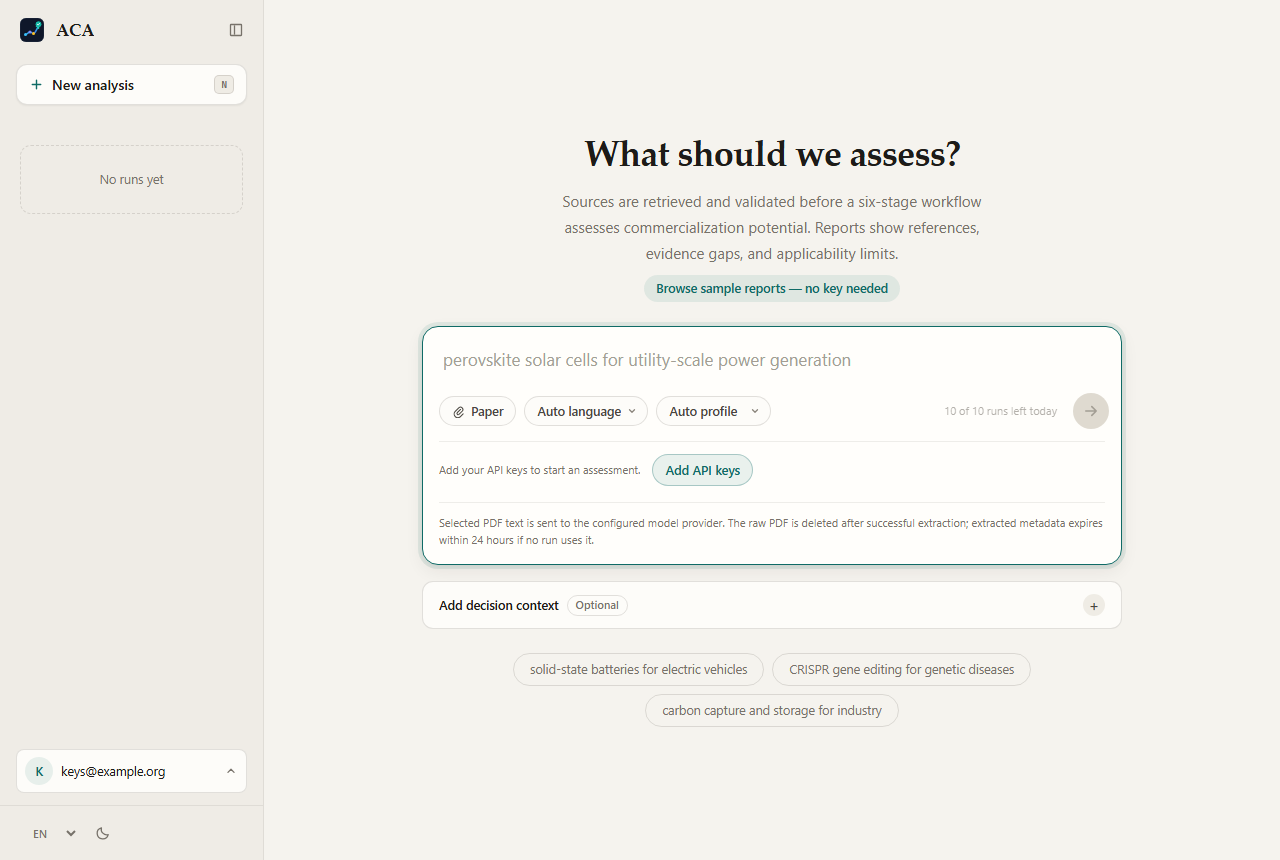 ACA
New analysis
N
No runs yet
keys@example.org
K
EN
What should we assess?
Sources are retrieved and validated before a six-stage workflow
assesses commercialization potential. Reports show references,
evidence gaps, and applicability limits.
Browse sample reports — no key needed
perovskite solar cells for utility-scale power generation
Paper
Auto language
Auto profile
10 of 10 runs left today
Add your API keys to start an assessment.
Add API keys
Selected PDF text is sent to the configured model provider. The raw PDF is deleted after successful extraction; extracted metadata expires
within 24 hours if no run uses it.
Add decision context
Optional
solid-state batteries for electric vehicles
CRISPR gene editing for genetic diseases
carbon capture and storage for industry